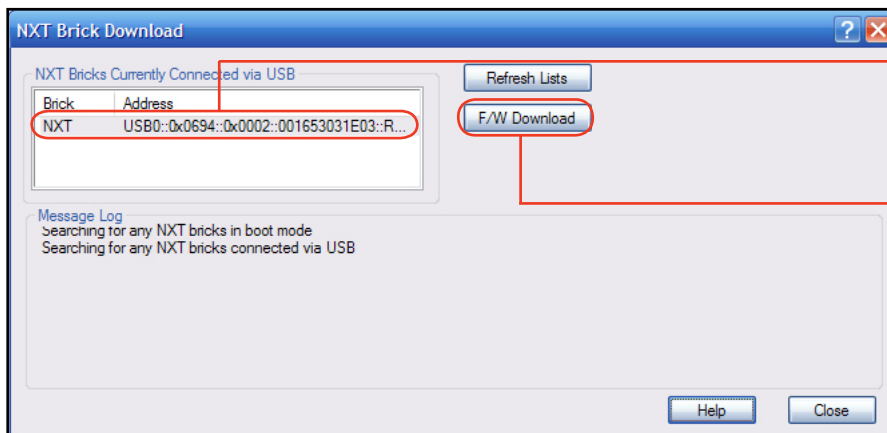 NXT Brick Download
NXT Bricks Currently Connected via USB
Refresh Lists
Brick Address
F/W Download
NXT USB0::0x0694::0x0002::001653031E03::R...
Message Log
Searching for any NXT bricks in boot mode
Searching for any NXT bricks connected via USB
Help Close